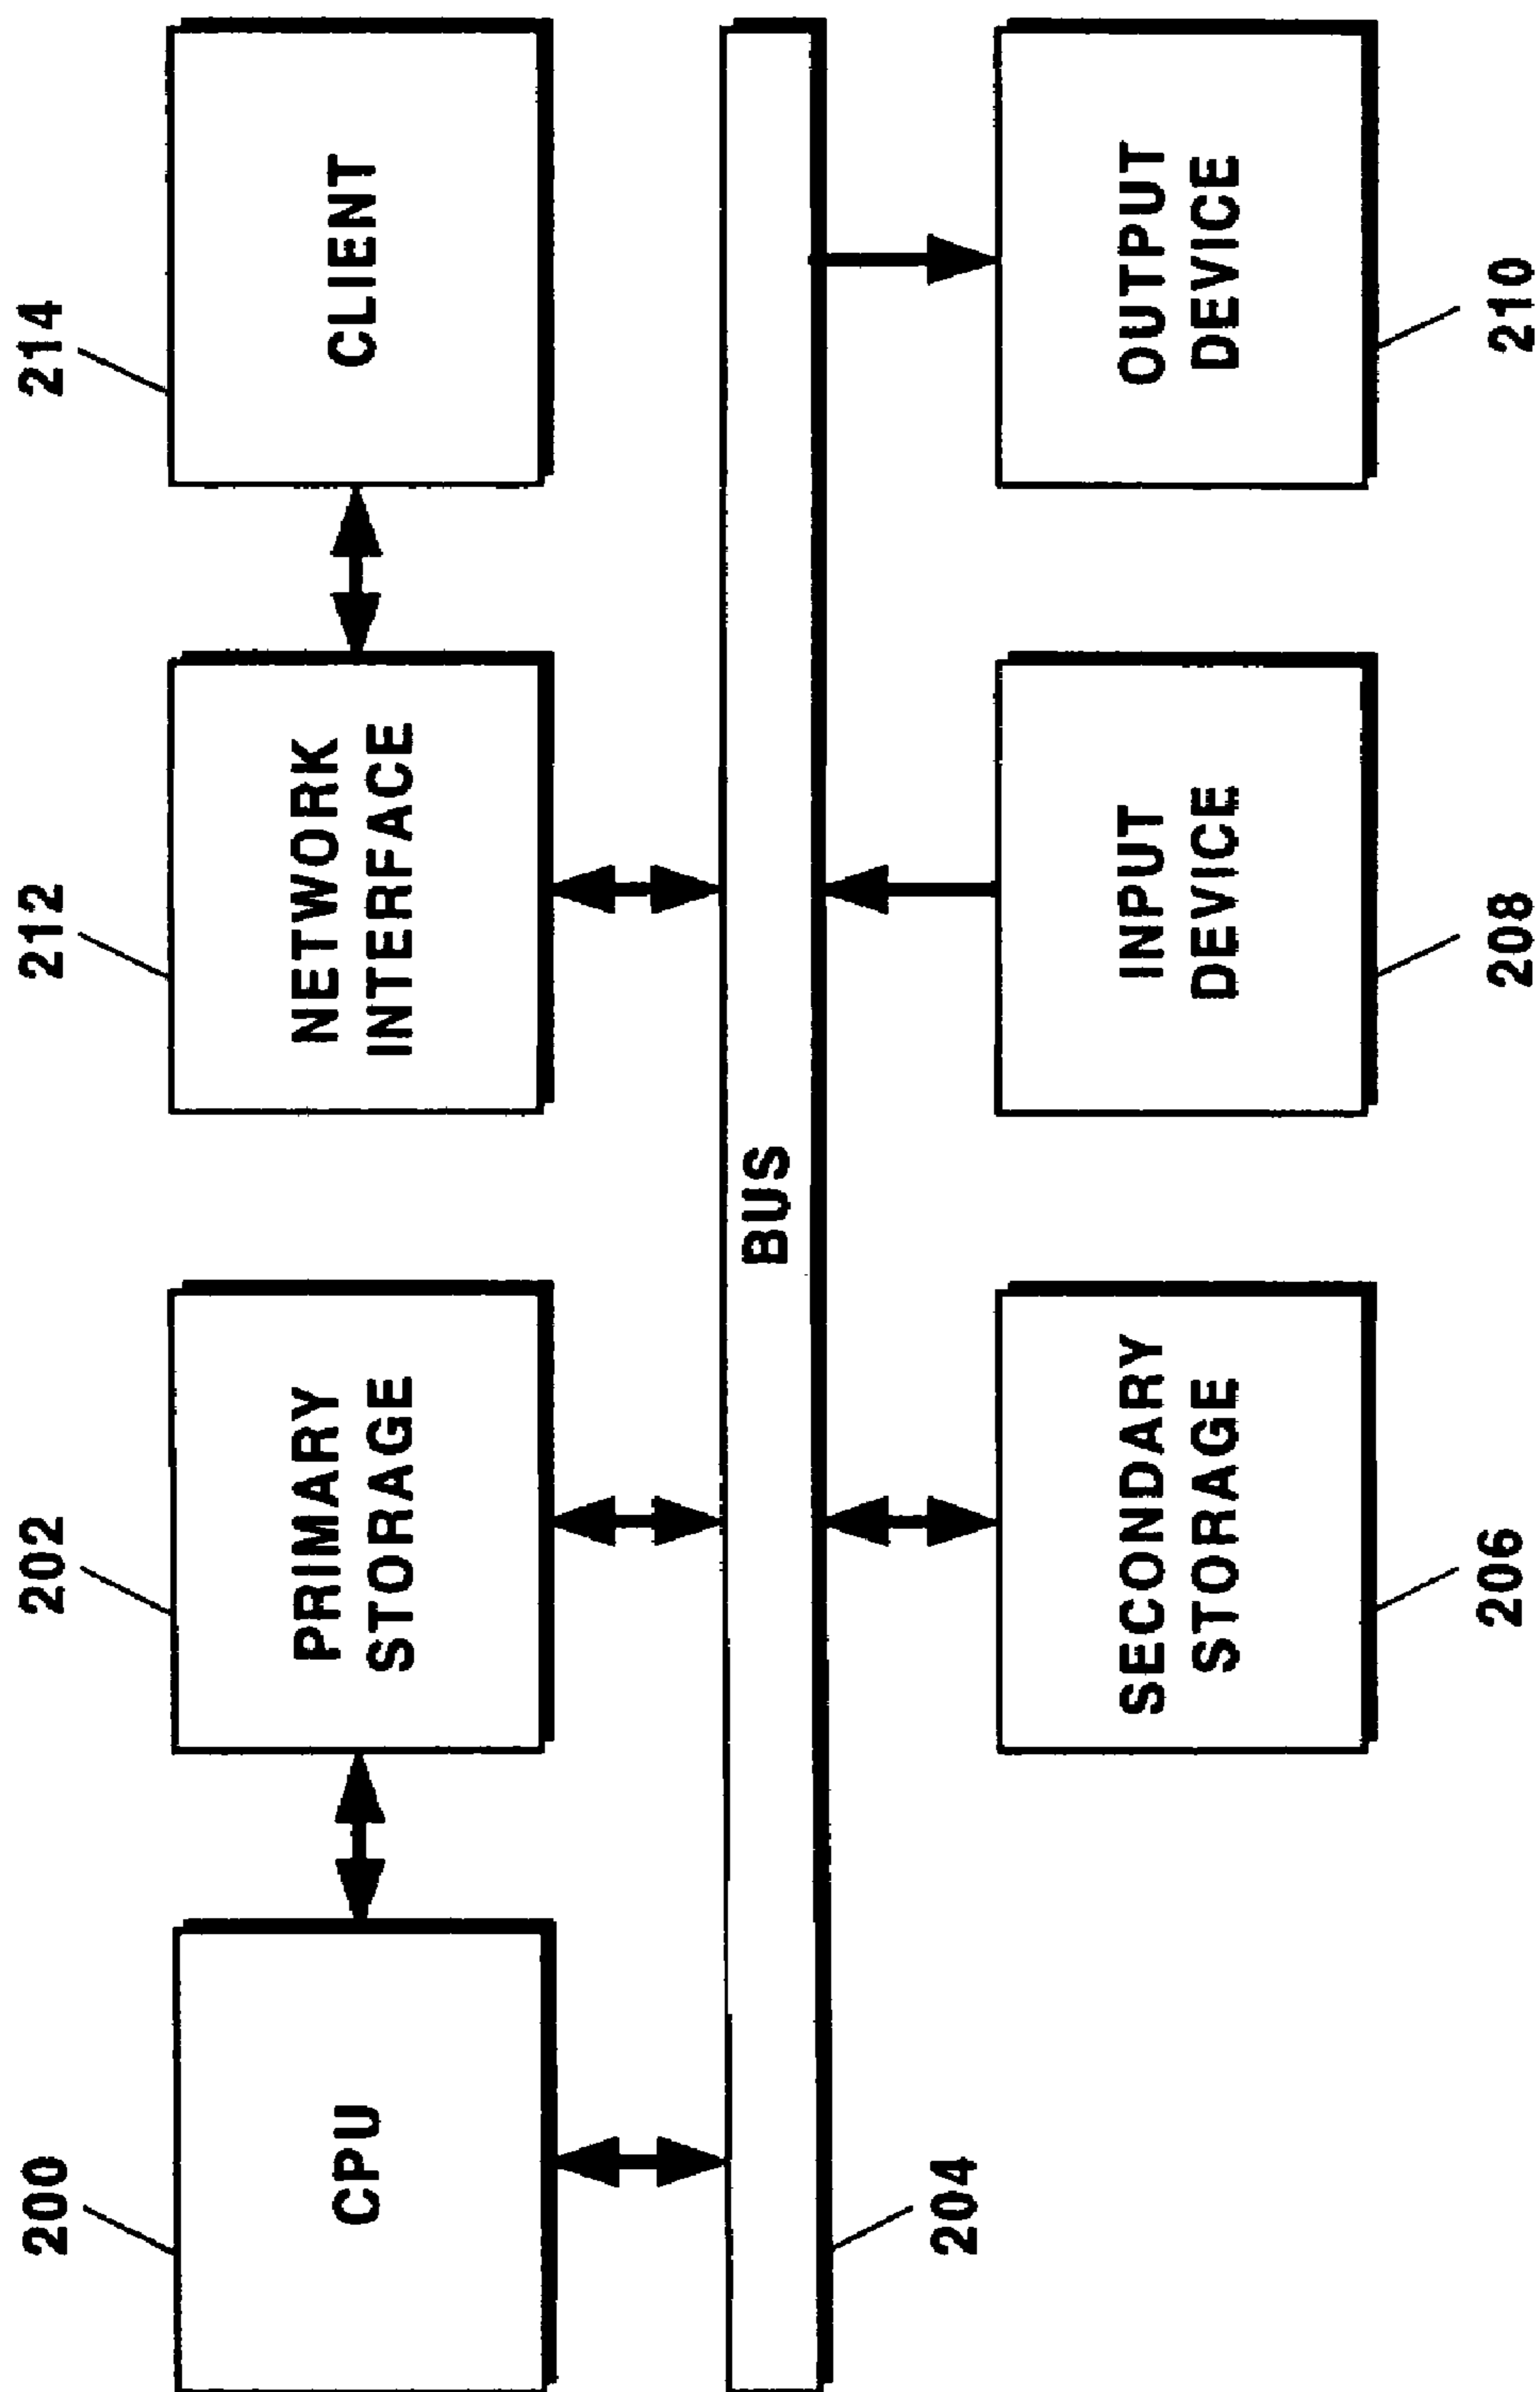 200
202
212
214
CPU
PRIMARY
STORAGE
NETWORK
INTERFACE
CLIENT
BUS
204
SECONDARY
STORAGE
INPUT
DEVICE
OUTPUT
DEVICE
206
208
210